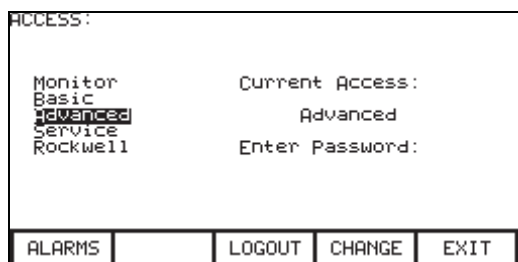 ACCESS:
Monitor
Basic
Advanced
Service
Rockwell
Current Access:
Advanced
Enter Password:
ALARMS LOGOUT CHANGE EXIT